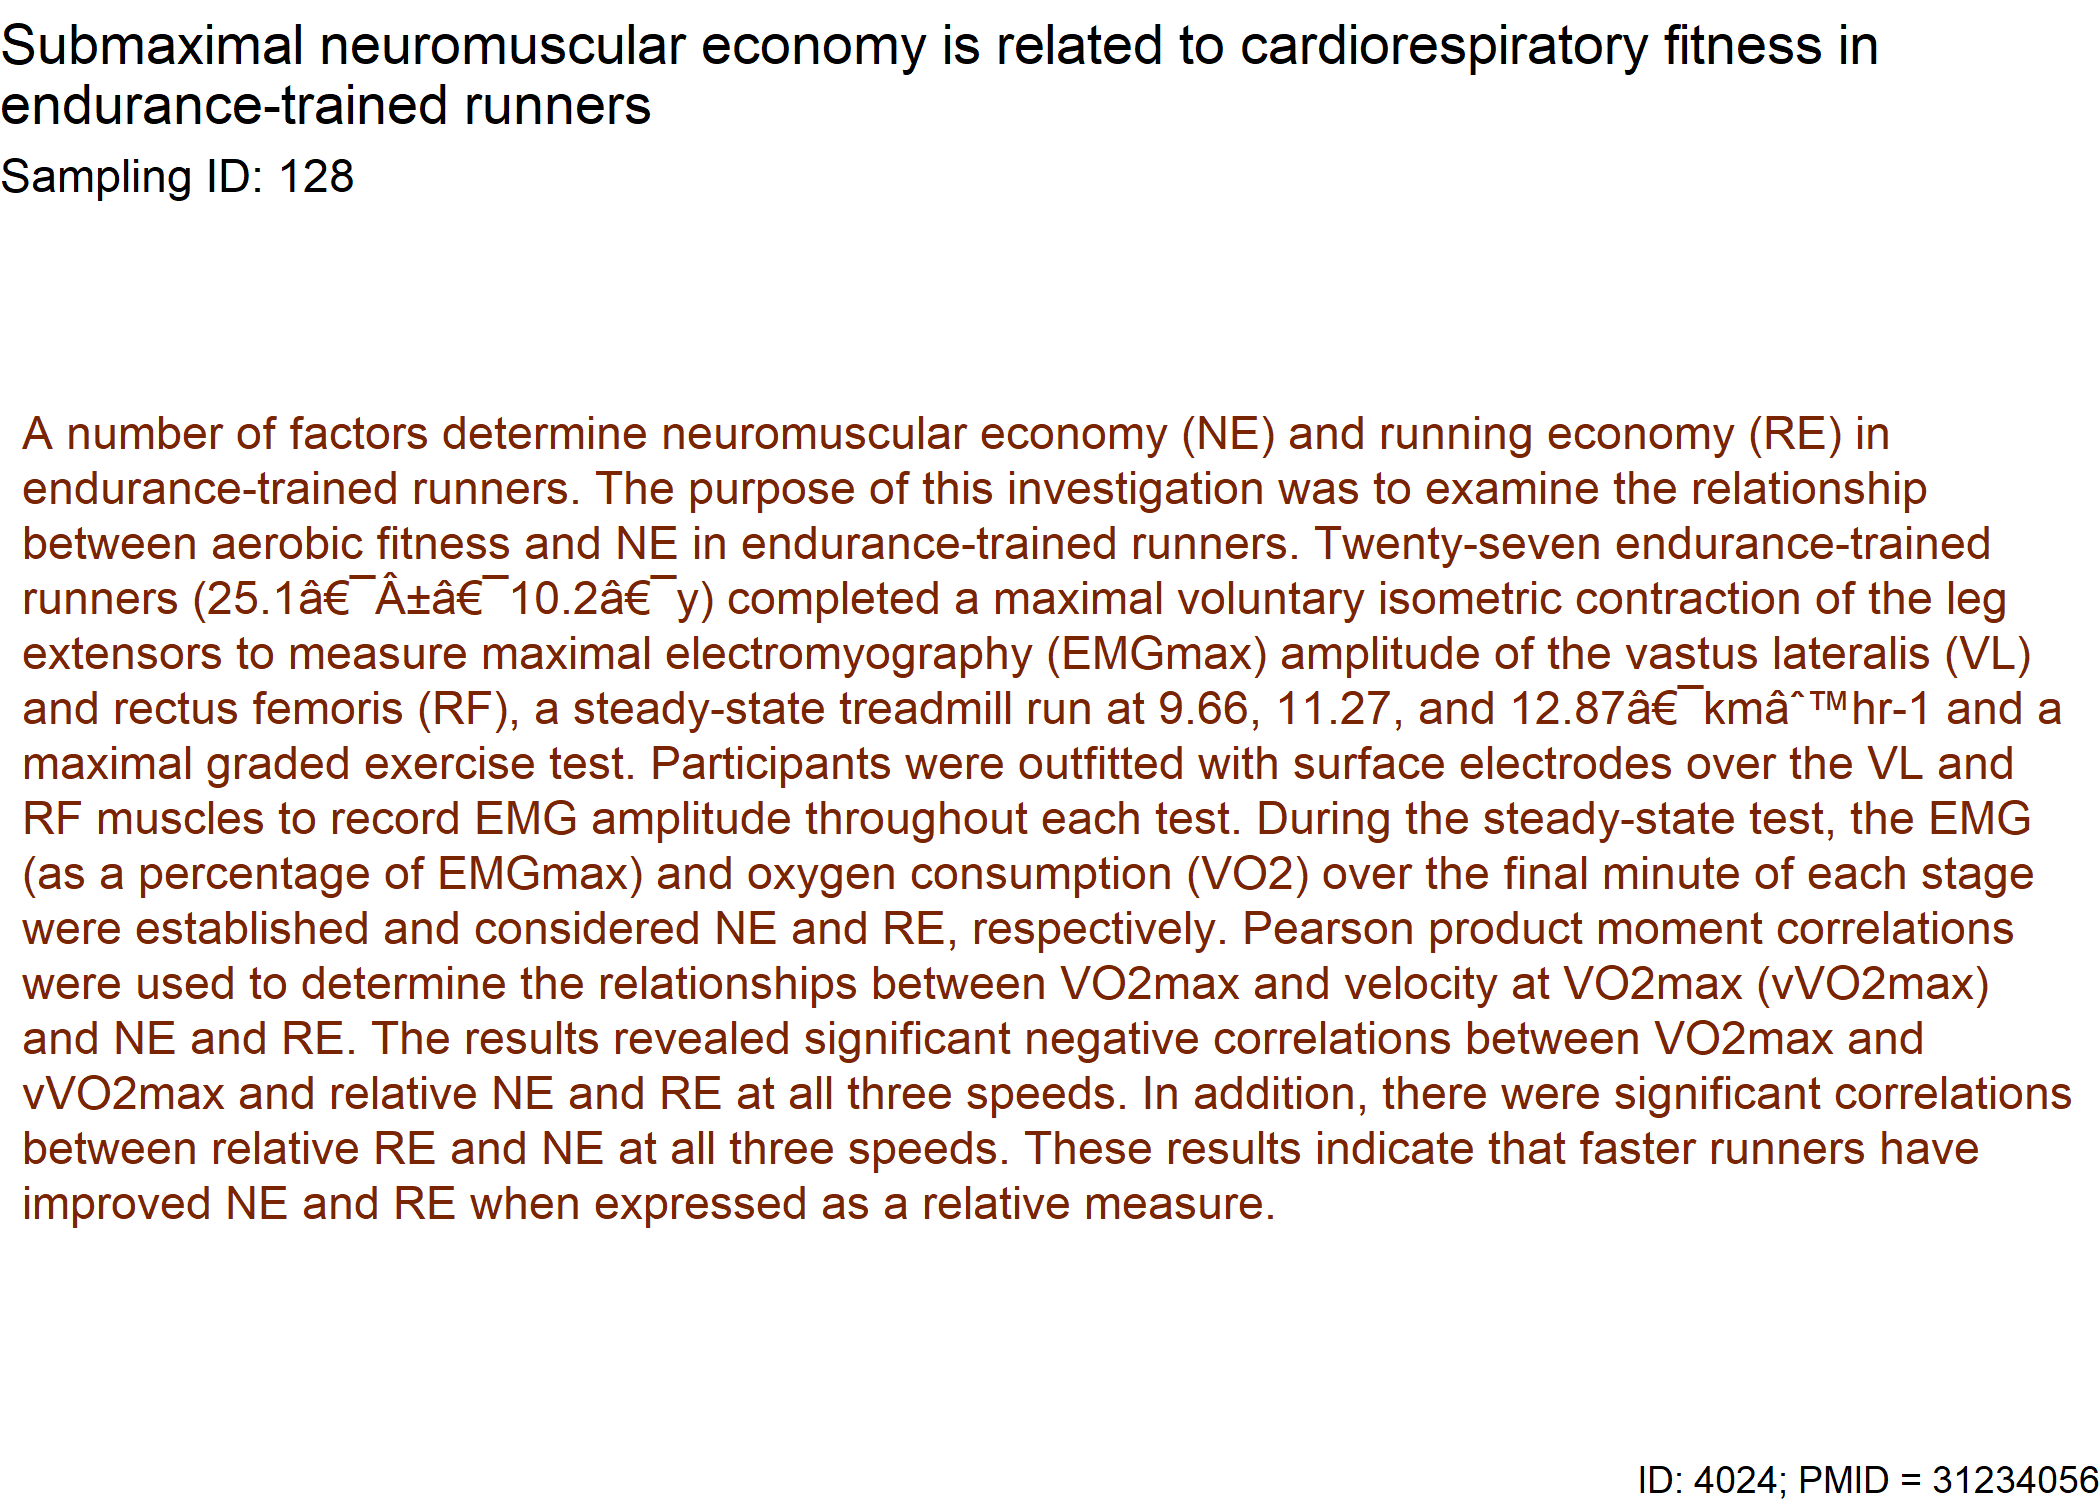 Submaximal neuromuscular economy is related to cardiorespiratory fitness in
endurance-trained runners
Sampling ID: 128
A number of factors determine neuromuscular economy (NE) and running economy (RE) in
endurance-trained runners. The purpose of this investigation was to examine the relationship
between aerobic fitness and NE in endurance-trained runners. Twenty-seven endurance-trained
runners (25.1â€¯Â±â€¯10.2â€¯y) completed a maximal voluntary isometric contraction of the leg
extensors to measure maximal electromyography (EMGmax) amplitude of the vastus lateralis (VL)
and rectus femoris (RF), a steady-state treadmill run at 9.66, 11.27, and 12.87â€¯kmâˆ™hr-1 and a
maximal graded exercise test. Participants were outfitted with surface electrodes over the VL and
RF muscles to record EMG amplitude throughout each test. During the steady-state test, the EMG
(as a percentage of EMGmax) and oxygen consumption (VO2) over the final minute of each stage
were established and considered NE and RE, respectively. Pearson product moment correlations
were used to determine the relationships between VO2max and velocity at VO2max (vVO2max)
and NE and RE. The results revealed significant negative correlations between VO2max and
vVO2max and relative NE and RE at all three speeds. In addition, there were significant correlations
between relative RE and NE at all three speeds. These results indicate that faster runners have
improved NE and RE when expressed as a relative measure.
ID: 4024; PMID = 31234056